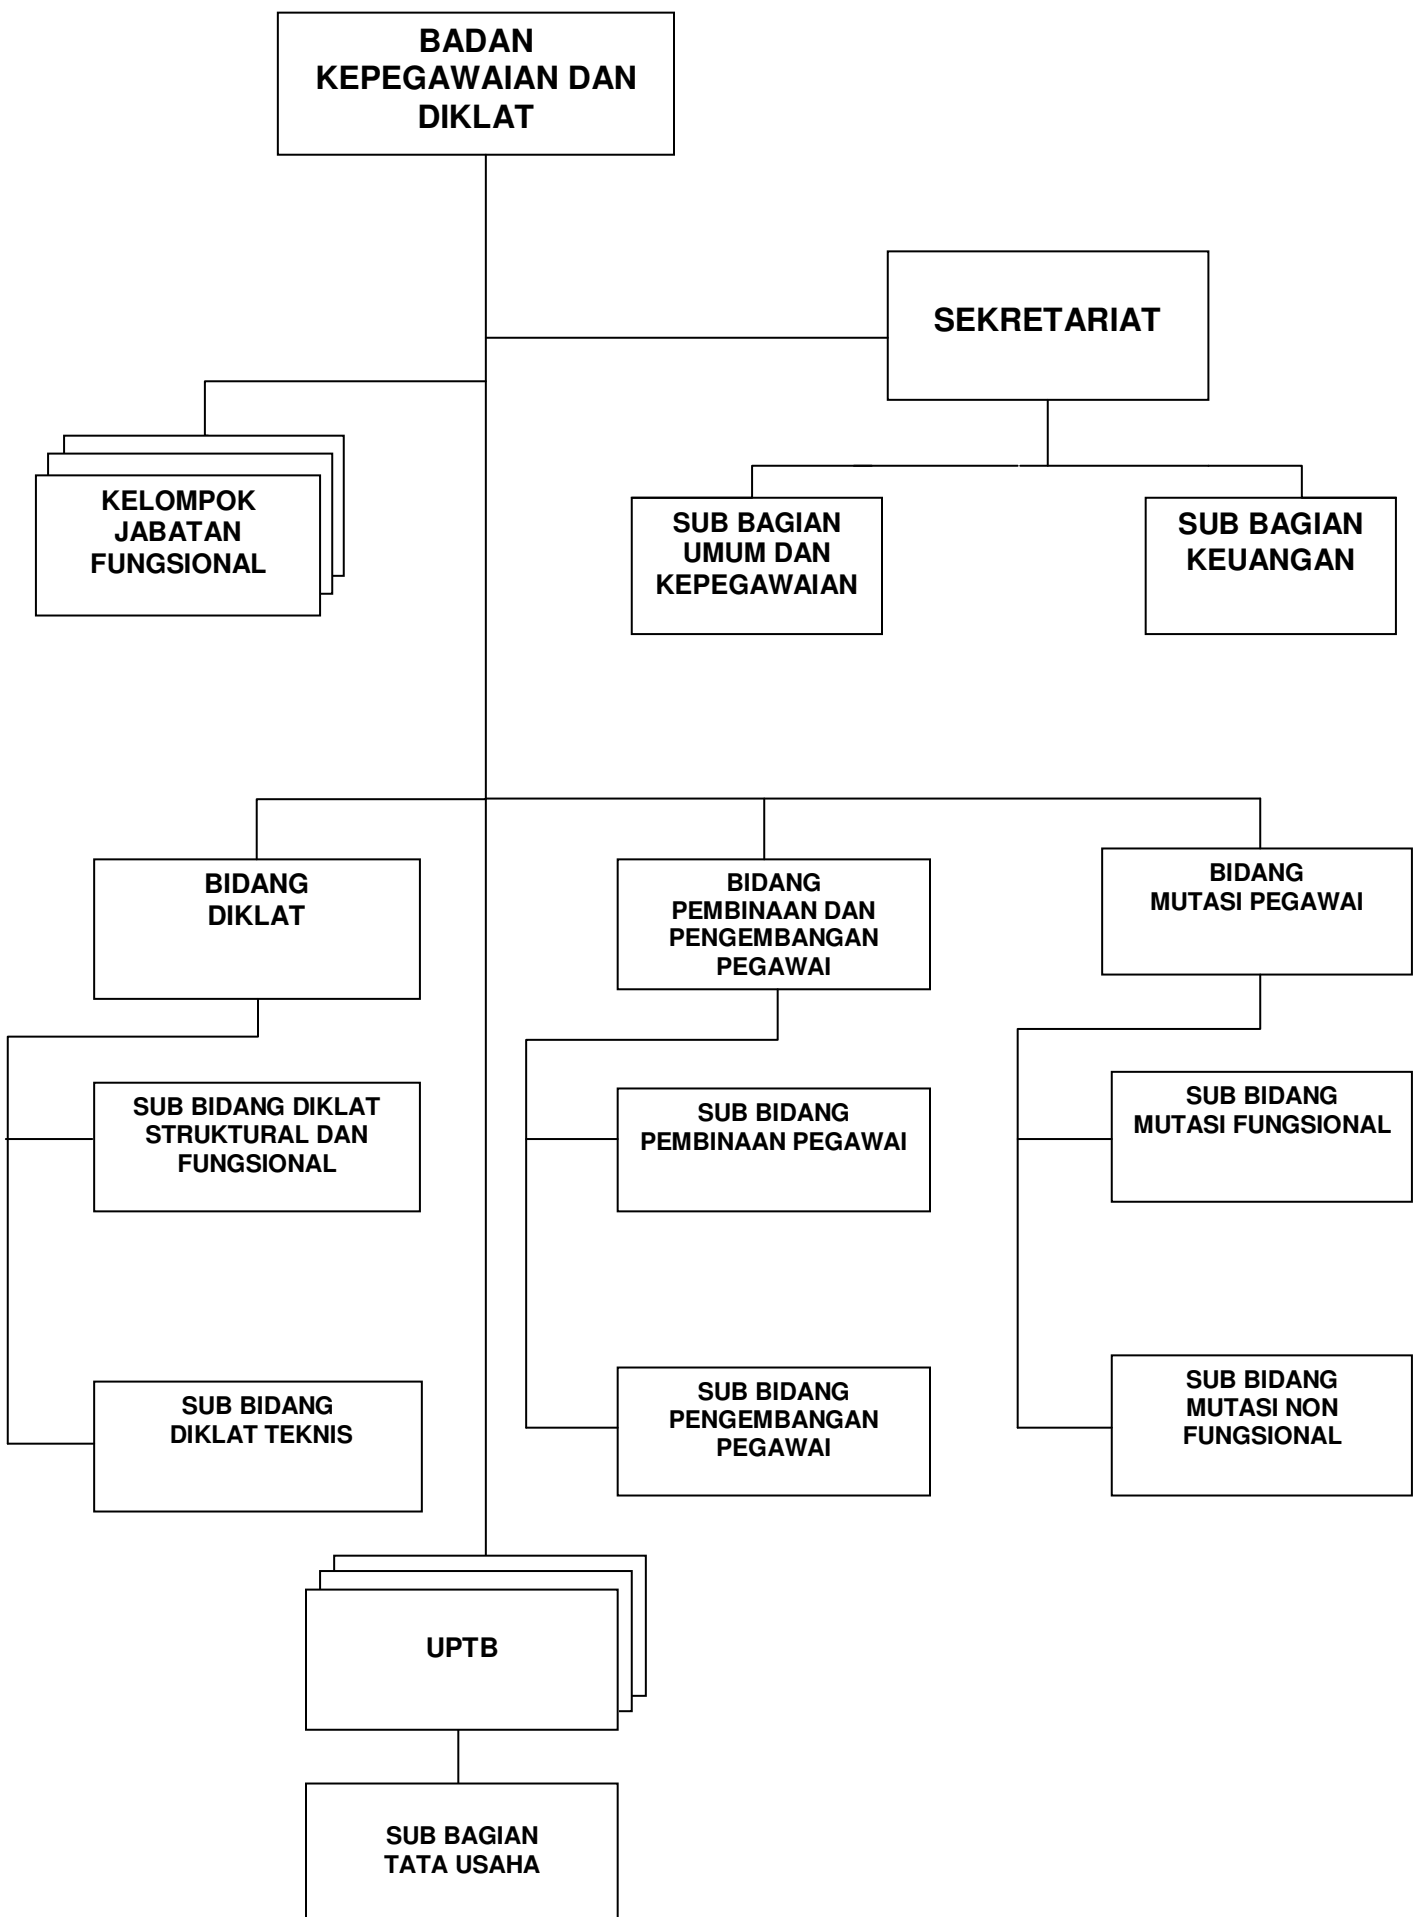 BADAN
KEPEGAWAIAN DAN
DIKLAT
SEKRETARIAT
KELOMPOK
JABATAN
FUNGSIONAL
SUB BAGIAN
UMUM DAN
KEPEGAWAIAN
SUB BAGIAN
KEUANGAN
BIDANG
DIKLAT
BIDANG
PEMBINAAN DAN
PENGEMBANGAN
PEGAWAI
BIDANG
MUTASI PEGAWAI
SUB BIDANG DIKLAT
STRUKTURAL DAN
FUNGSIONAL
SUB BIDANG
PEMBINAAN PEGAWAI
SUB BIDANG
MUTASI FUNGSIONAL
SUB BIDANG
DIKLAT TEKNIS
SUB BIDANG
PENGEMBANGAN
PEGAWAI
SUB BIDANG
MUTASI NON
FUNGSIONAL
UPTB
SUB BAGIAN
TATA USAHA